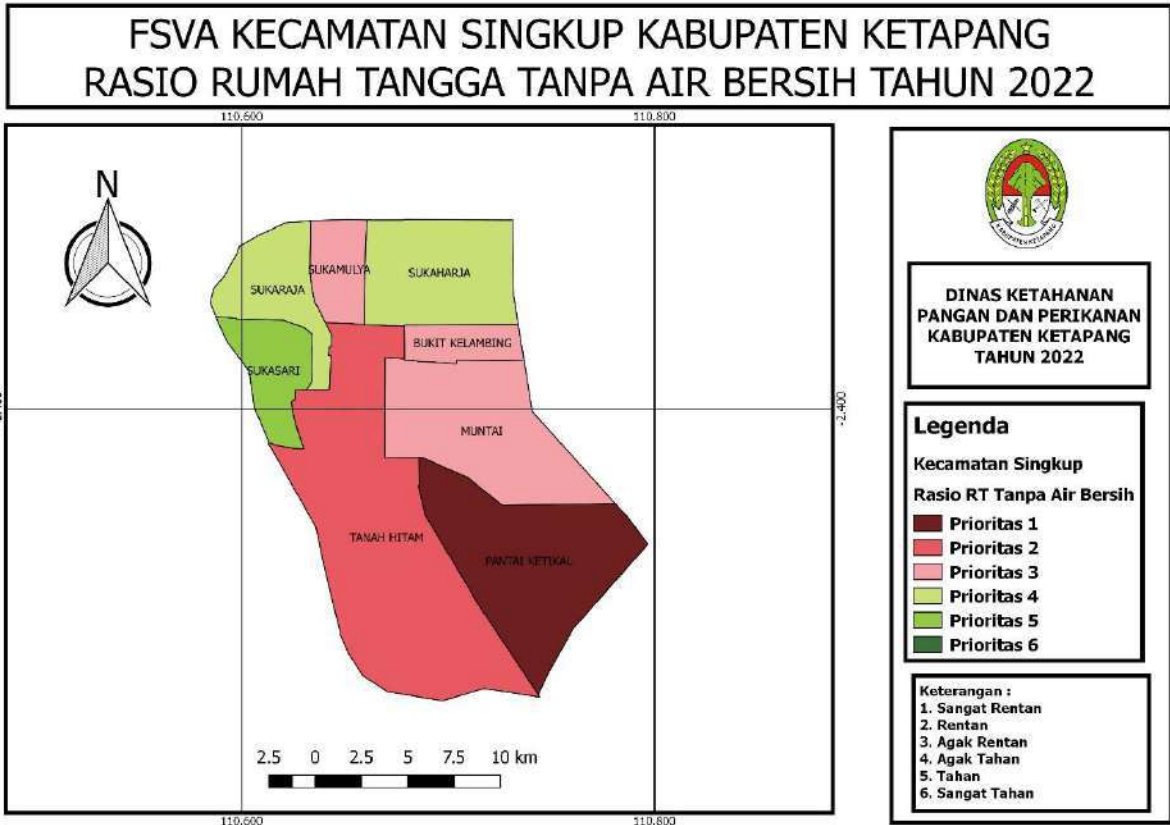 FSVA KECAMATAN SINGKUP KABUPATEN KETAPANG
RASIO RUMAH TANGGA TANPA AIR BERSIH TAHUN 2022
110.600
110.800
N
SUKARAJA
SUKAMULYA
SUKAHARJA
BUKIT KELAMBING
SUKASARI
MUNTAI
TANAH HITAM
PANTAI KETIKAL
-2.400
2.5 0 2.5 5 7.5 10 km
110.600
110.800
KABUPATEN KETAPANG
DINAS KETAHANAN
PANGAN DAN PERIKANAN
KABUPATEN KETAPANG
TAHUN 2022
Legenda
Kecamatan Singkup
Rasio RT Tanpa Air Bersih
Prioritas 1
Prioritas 2
Prioritas 3
Prioritas 4
Prioritas 5
Prioritas 6
Keterangan :
1. Sangat Rentan
2. Rentan
3. Agak Rentan
4. Agak Tahan
5. Tahan
6. Sangat Tahan